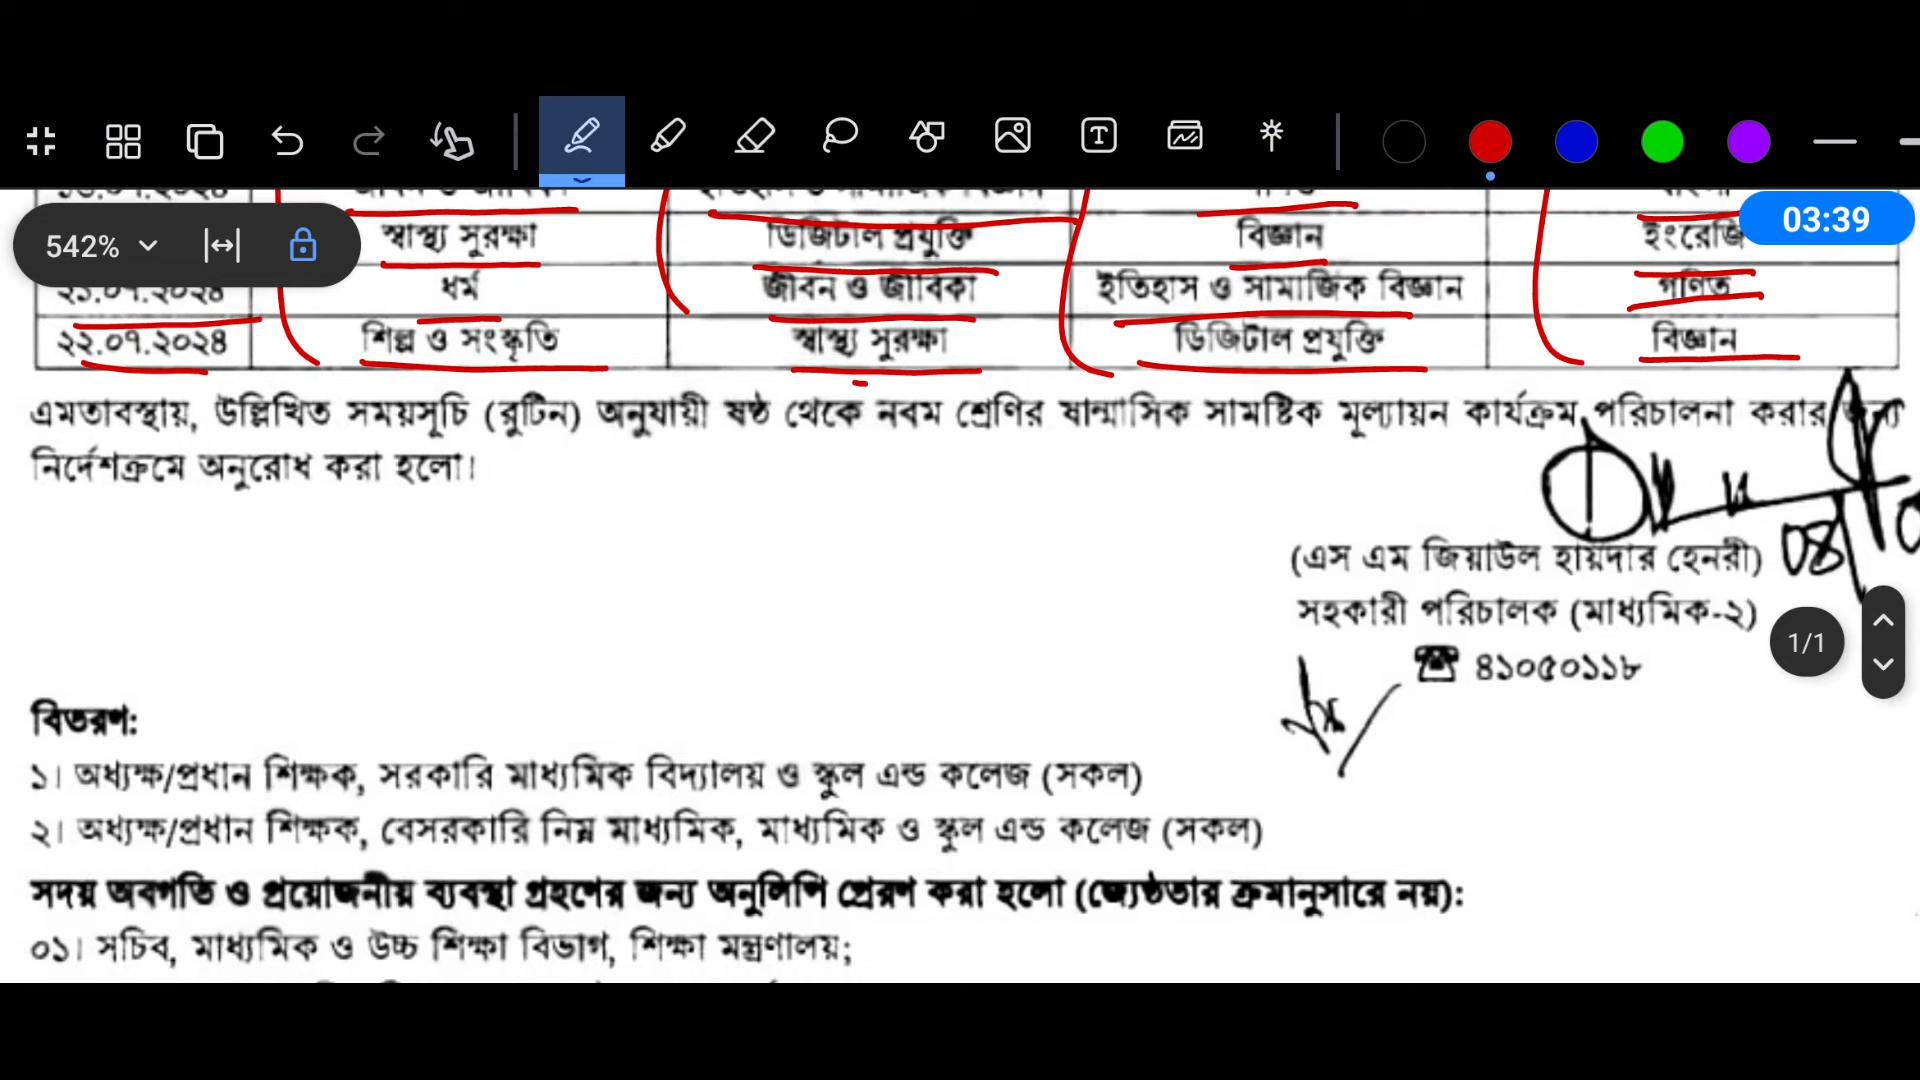 03:39
542%
স্বাস্থ্য সুরক্ষা ডিজিটাল প্রযুক্তি বিজ্ঞান ইংরেজি
২১.০৭.২০২৪ ধর্ম জীবন ও জীবিকা ইতিহাস ও সামাজিক বিজ্ঞান গণিত
২২.০৭.২০২৪ শিল্প ও সংস্কৃতি স্বাস্থ্য সুরক্ষা ডিজিটাল প্রযুক্তি বিজ্ঞান
এমতাবস্থায়, উল্লিখিত সময়সূচি (রুটিন) অনুযায়ী ষষ্ঠ থেকে নবম শ্রেণির ষান্মাসিক সামষ্টিক মূল্যায়ন কার্যক্রম পরিচালনা করার জন্য
নির্দেশক্রমে অনুরোধ করা হলো।
(এস এম জিয়াউল হায়দার হেনরী)
সহকারী পরিচালক (মাধ্যমিক-২)
☎ ৪১০৫০১১৮
1/1
বিতরণ:
১। অধ্যক্ষ/প্রধান শিক্ষক, সরকারি মাধ্যমিক বিদ্যালয় ও স্কুল এন্ড কলেজ (সকল)
২। অধ্যক্ষ/প্রধান শিক্ষক, বেসরকারি নিম্ন মাধ্যমিক, মাধ্যমিক ও স্কুল এন্ড কলেজ (সকল)
সদয় অবগতি ও প্রয়োজনীয় ব্যবস্থা গ্রহণের জন্য অনুলিপি প্রেরণ করা হলো (জ্যেষ্ঠতার ক্রমানুসারে নয়):
০১। সচিব, মাধ্যমিক ও উচ্চ শিক্ষা বিভাগ, শিক্ষা মন্ত্রণালয়;